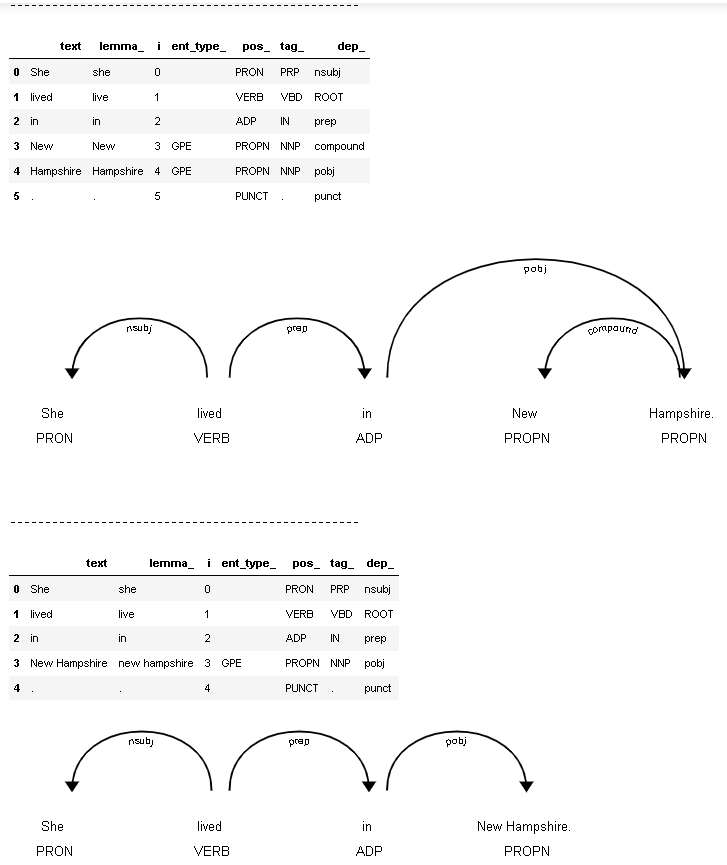 text lemma_ i ent_type_ pos_ tag_ dep_
0 She she 0 PRON PRP nsubj
1 lived live 1 VERB VBD ROOT
2 in in 2 ADP IN prep
3 New New 3 GPE PROPN NNP compound
4 Hampshire Hampshire 4 GPE PROPN NNP pobj
5 . . 5 PUNCT . punct
pobj
nsubj prep compound
She lived in New Hampshire.
PRON VERB ADP PROPN PROPN
text lemma_ i ent_type_ pos_ tag_ dep_
0 She she 0 PRON PRP nsubj
1 lived live 1 VERB VBD ROOT
2 in in 2 ADP IN prep
3 New Hampshire new hampshire 3 GPE PROPN NNP pobj
4 . . 4 PUNCT . punct
nsubj prep pobj
She lived in New Hampshire.
PRON VERB ADP PROPN